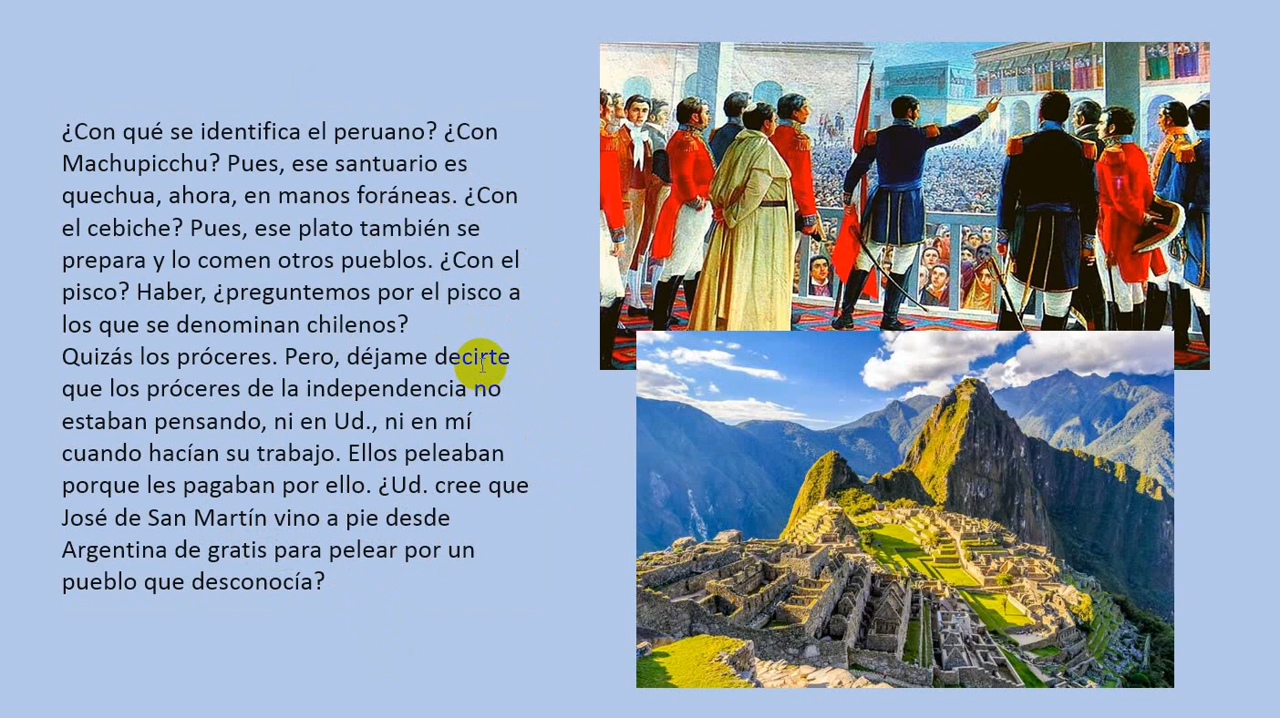 ¿Con qué se identifica el peruano? ¿Con
Machupicchu? Pues, ese santuario es
quechua, ahora, en manos foráneas. ¿Con
el cebiche? Pues, ese plato también se
prepara y lo comen otros pueblos. ¿Con el
pisco? Haber, ¿preguntemos por el pisco a
los que se denominan chilenos?
Quizás los próceres. Pero, déjame decirte
que los próceres de la independencia no
estaban pensando, ni en Ud., ni en mí
cuando hacían su trabajo. Ellos peleaban
porque les pagaban por ello. ¿Ud. cree que
José de San Martín vino a pie desde
Argentina de gratis para pelear por un
pueblo que desconocía?